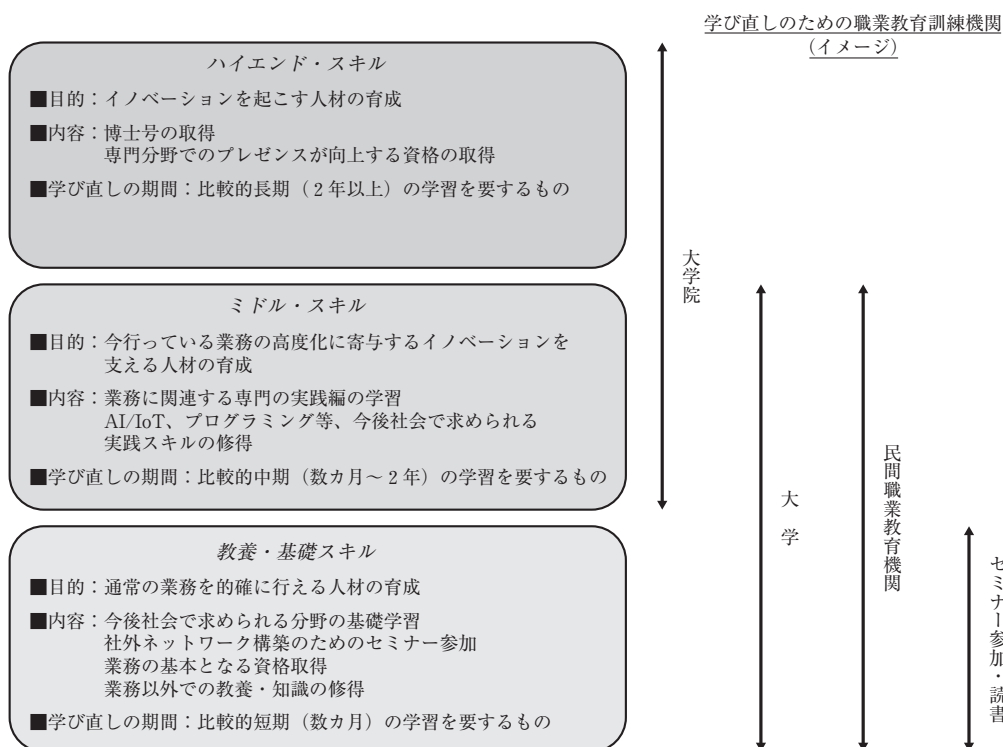 学び直しのための職業教育訓練機関
(イメージ)
ハイエンド・スキル
■目的：イノベーションを起こす人材の育成
■内容：博士号の取得
専門分野でのプレゼンスが向上する資格の取得
■学び直しの期間：比較的長期（2年以上）の学習を要するもの
ミドル・スキル
■目的：今行っている業務の高度化に寄与するイノベーションを
支える人材の育成
■内容：業務に関連する専門の実践編の学習
AI/IoT、プログラミング等、今後社会で求められる
実践スキルの修得
■学び直しの期間：比較的中期（数カ月～2年）の学習を要するもの
教養・基礎スキル
■目的：通常の業務を的確に行える人材の育成
■内容：今後社会で求められる分野の基礎学習
社外ネットワーク構築のためのセミナー参加
業務の基本となる資格取得
業務以外での教養・知識の修得
■学び直しの期間：比較的短期（数カ月）の学習を要するもの
大学院
大学
民間職業教育機関
セミナー参加・読書